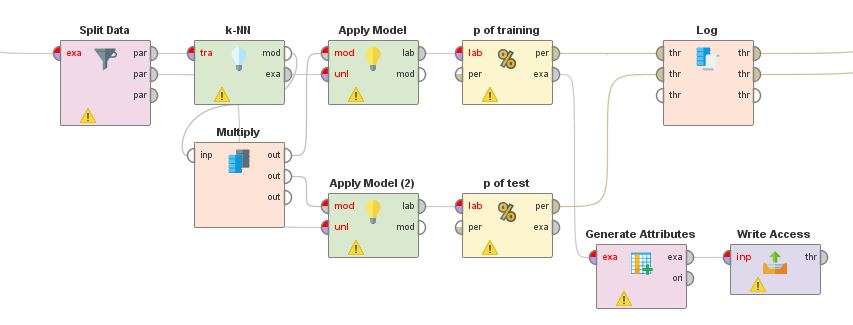 Split Data
exa par
par
par
k-NN
tra mod
exa
Apply Model
mod lab
unl mod
p of training
lab per
per exa
Log
thr thr
thr thr
thr thr
Multiply
inp out
out
out
Apply Model (2)
mod lab
unl mod
p of test
lab per
per exa
Generate Attributes
exa exa
ori
Write Access
inp thr